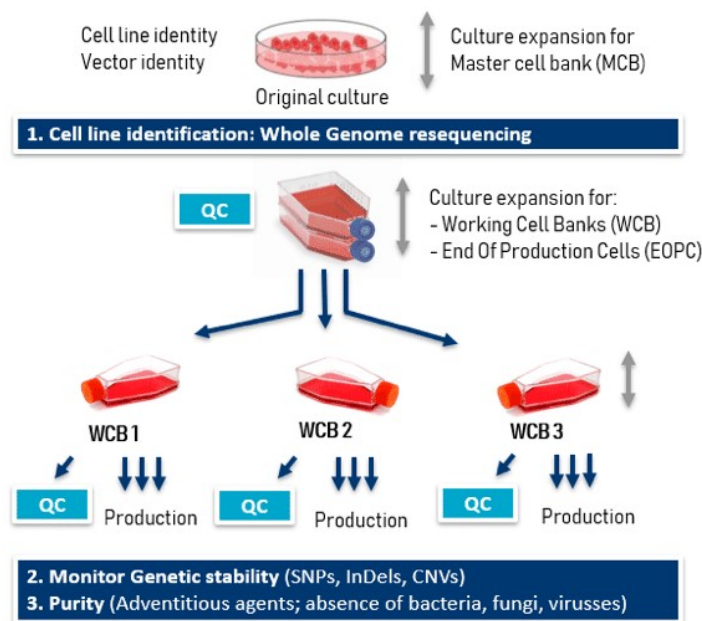 Cell line identity
Vector identity
Culture expansion for
Master cell bank (MCB)
Original culture
1. Cell line identification: Whole Genome resequencing
QC
Culture expansion for:
- Working Cell Banks (WCB)
- End Of Production Cells (EOPC)
WCB 1
WCB 2
WCB 3
QC
Production
QC
Production
QC
Production
2. Monitor Genetic stability (SNPs, InDels, CNVs)
3. Purity (Adventitious agents; absence of bacteria, fungi, virusses)